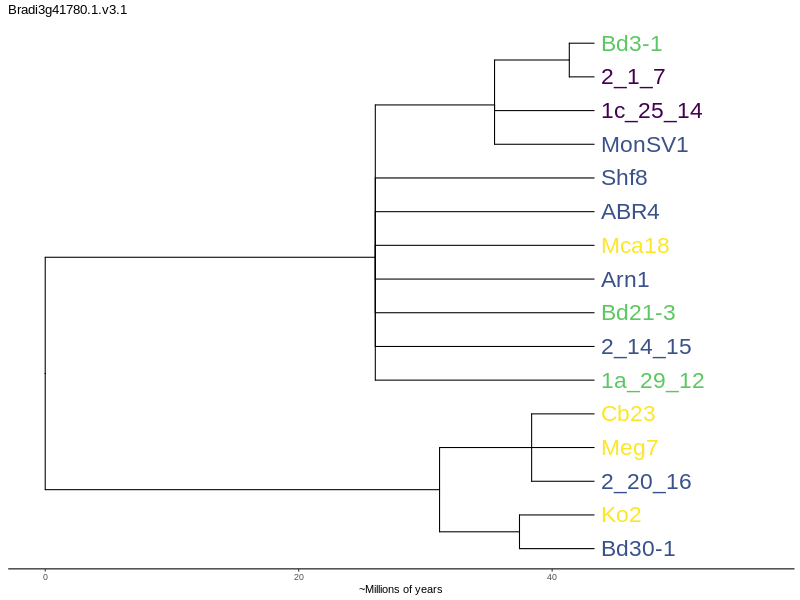 Bradi3g41780.1.v3.1
Bd3-1
2_1_7
1c_25_14
MonSV1
Shf8
ABR4
Mca18
Arn1
Bd21-3
2_14_15
1a_29_12
Cb23
Meg7
2_20_16
Ko2
Bd30-1
0 20 40
~Millions of years